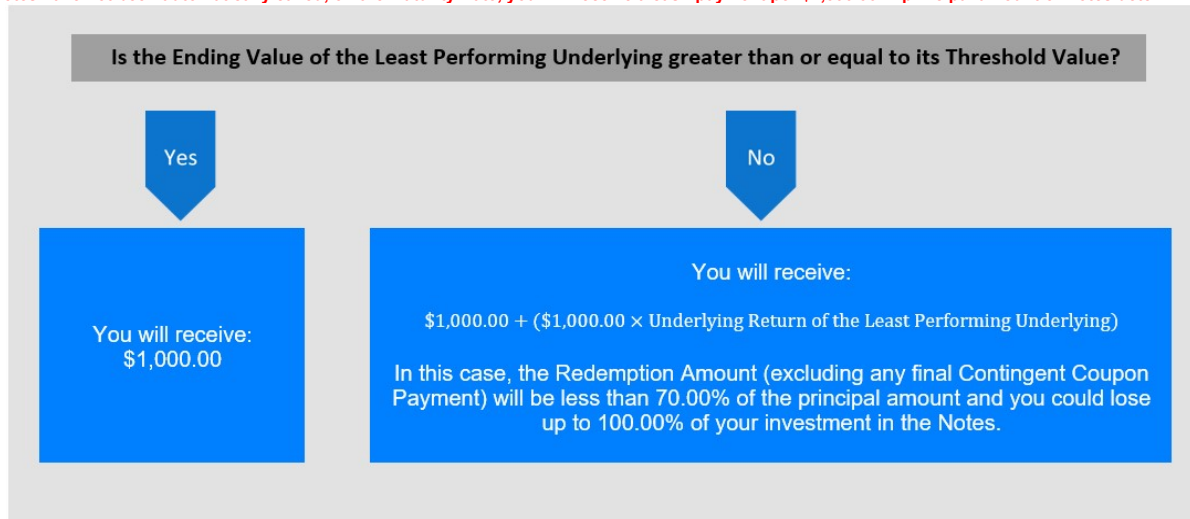 Is the Ending Value of the Least Performing Underlying greater than or equal to its Threshold Value?
Yes
No
You will receive:
$1,000.00
You will receive:
$1,000.00 + ($1,000.00 × Underlying Return of the Least Performing Underlying)
In this case, the Redemption Amount (excluding any final Contingent Coupon
Payment) will be less than 70.00% of the principal amount and you could lose
up to 100.00% of your investment in the Notes.